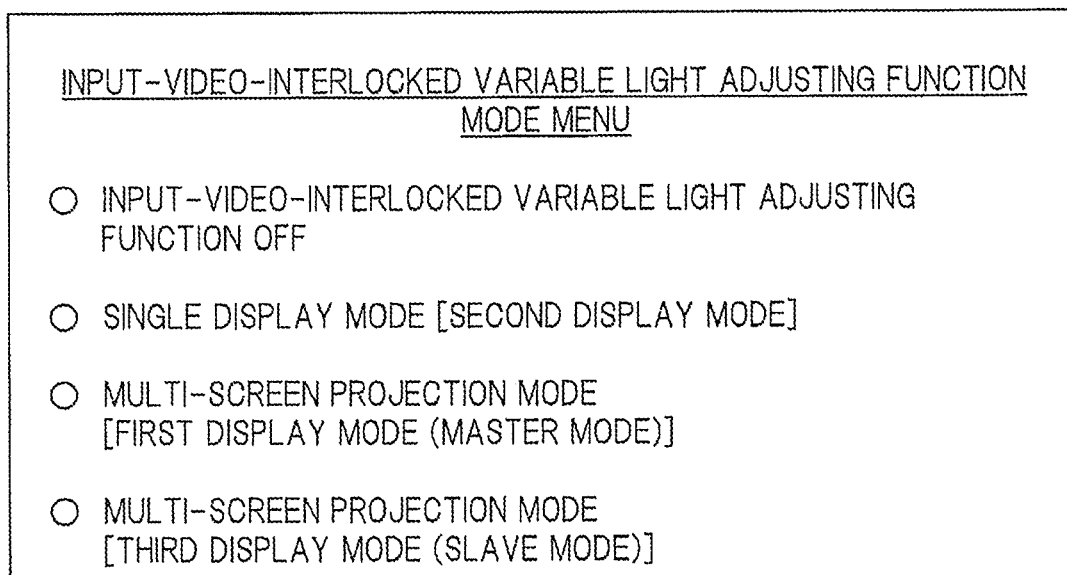 INPUT-VIDEO-INTERLOCKED VARIABLE LIGHT ADJUSTING FUNCTION
MODE MENU
○ INPUT-VIDEO-INTERLOCKED VARIABLE LIGHT ADJUSTING
FUNCTION OFF
○ SINGLE DISPLAY MODE [SECOND DISPLAY MODE]
○ MULTI-SCREEN PROJECTION MODE
[FIRST DISPLAY MODE (MASTER MODE)]
○ MULTI-SCREEN PROJECTION MODE
[THIRD DISPLAY MODE (SLAVE MODE)]